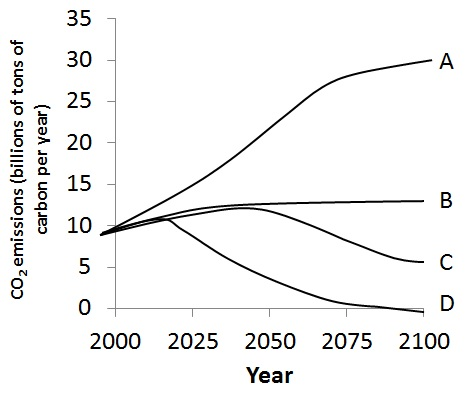 CO2 emissions (billions of tons of
carbon per year)
35
30
25
20
15
10
5
0
A
B
C
D
2000 2025 2050 2075 2100
Year